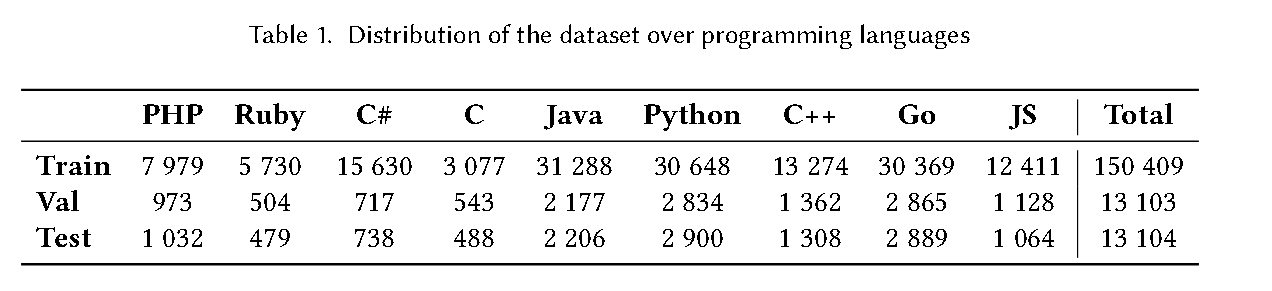 Table 1. Distribution of the dataset over programming languages
PHP Ruby C# C Java Python C++ Go JS Total
Train 7 979 5 730 15 630 3 077 31 288 30 648 13 274 30 369 12 411 150 409
Val 973 504 717 543 2 177 2 834 1 362 2 865 1 128 13 103
Test 1 032 479 738 488 2 206 2 900 1 308 2 889 1 064 13 104